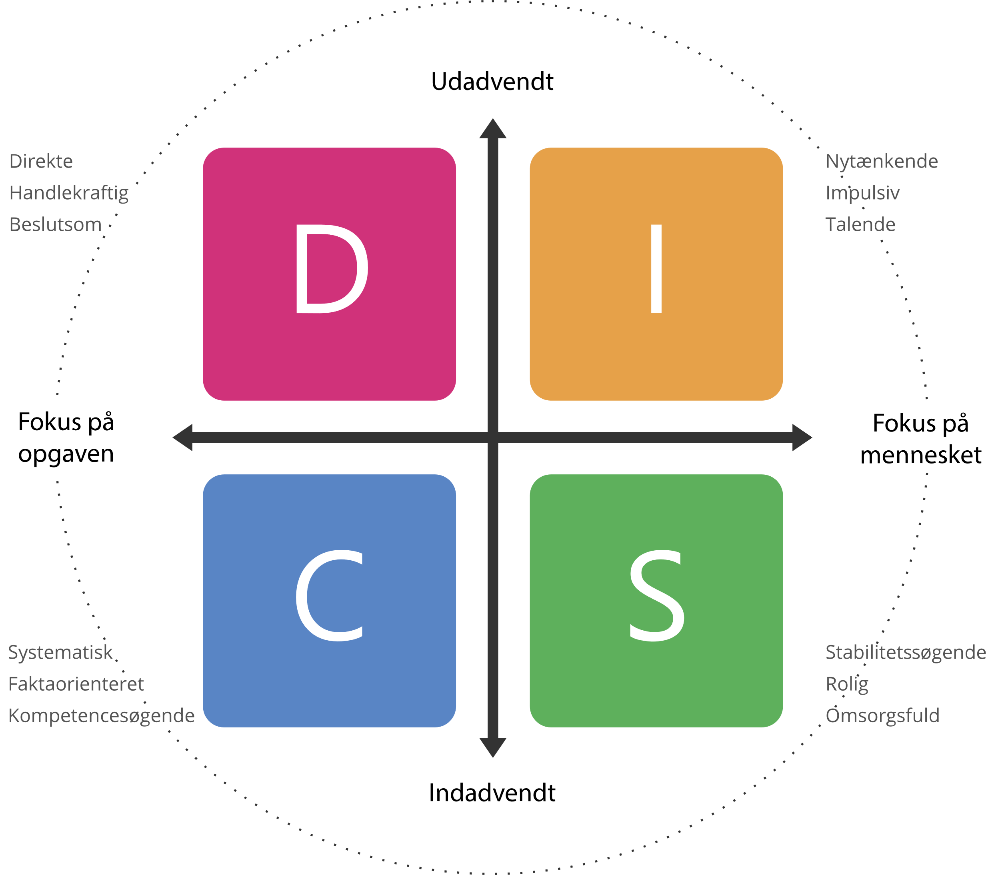 Udadvendt
Direkte
Handlekraftig
Beslutsom
D
I
Nytænkende
Impulsiv
Talende
Fokus på
opgaven
Fokus på
mennesket
C
S
Systematisk
Faktaorienteret
Kompetencesøgende
Stabilitetssøgende
Rolig
Omsorgsfuld
Indadvendt